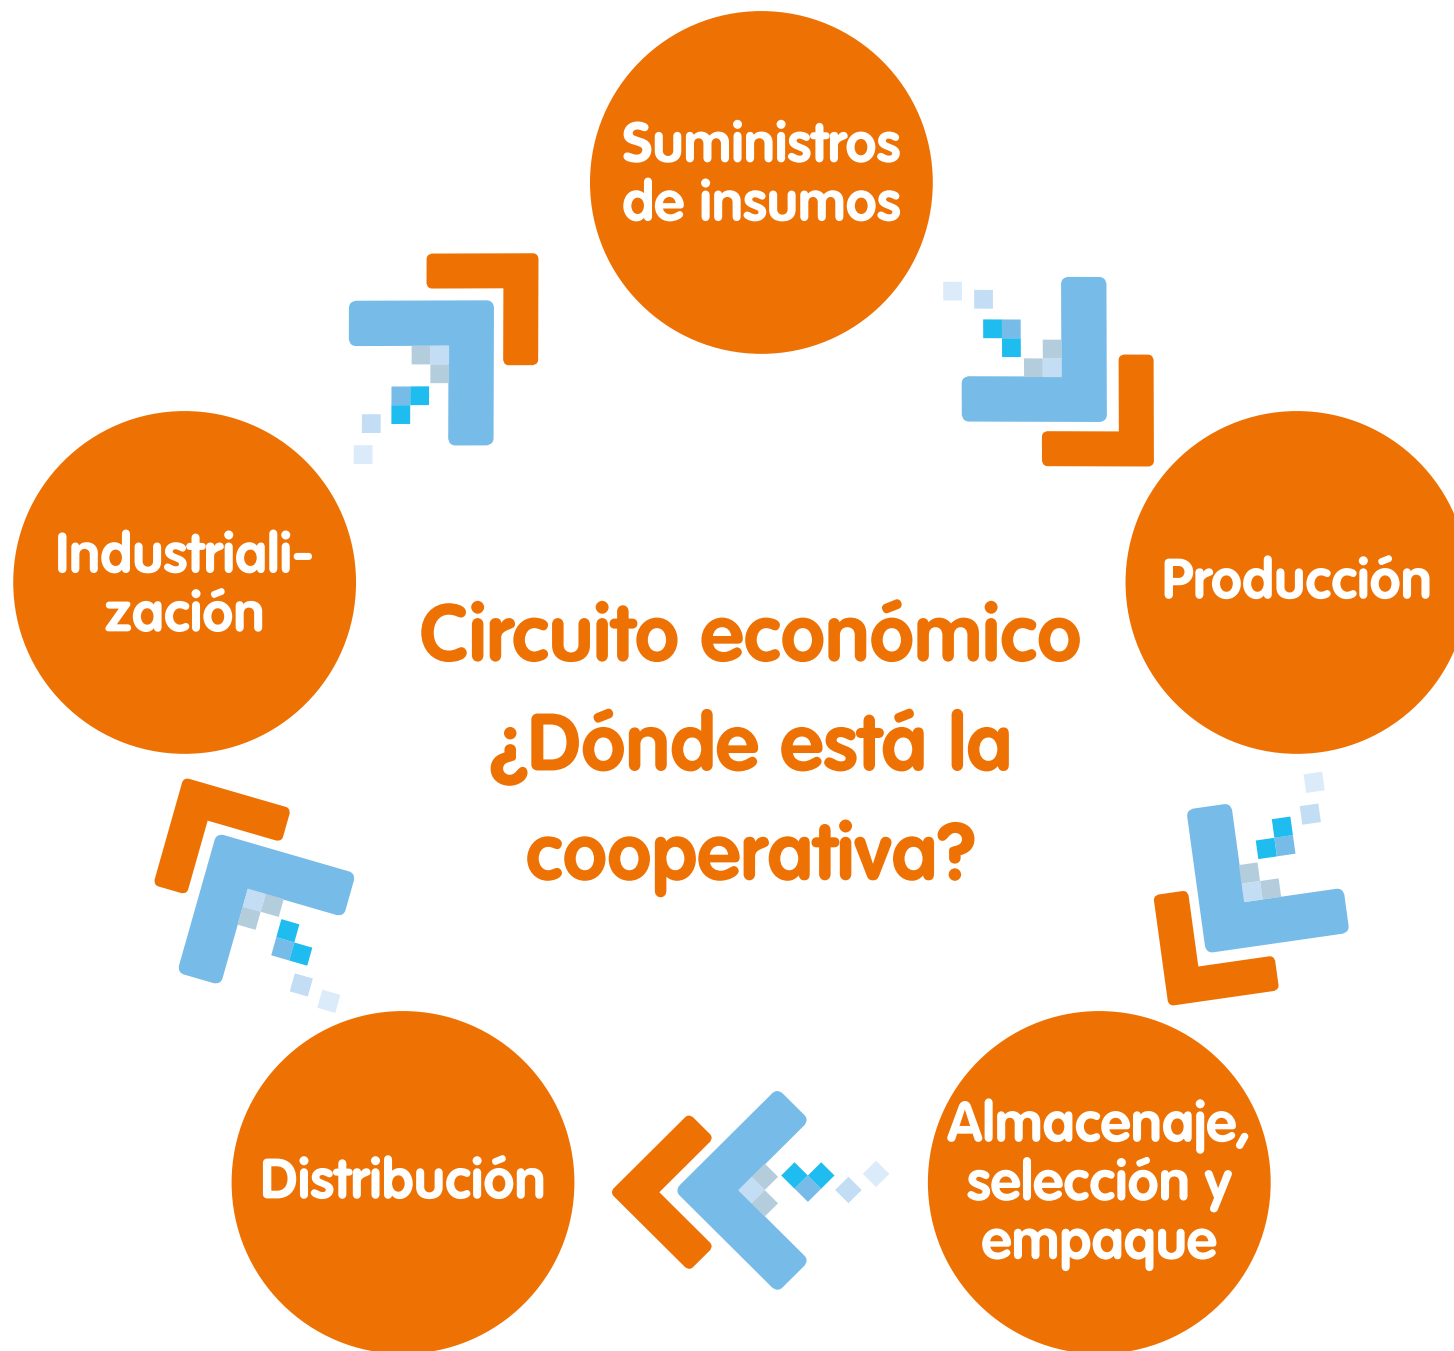 Suministros
de insumos
Industriali-
zación
Producción
Circuito económico
¿Dónde está la
cooperativa?
Almacenaje,
selección y
empaque
Distribución